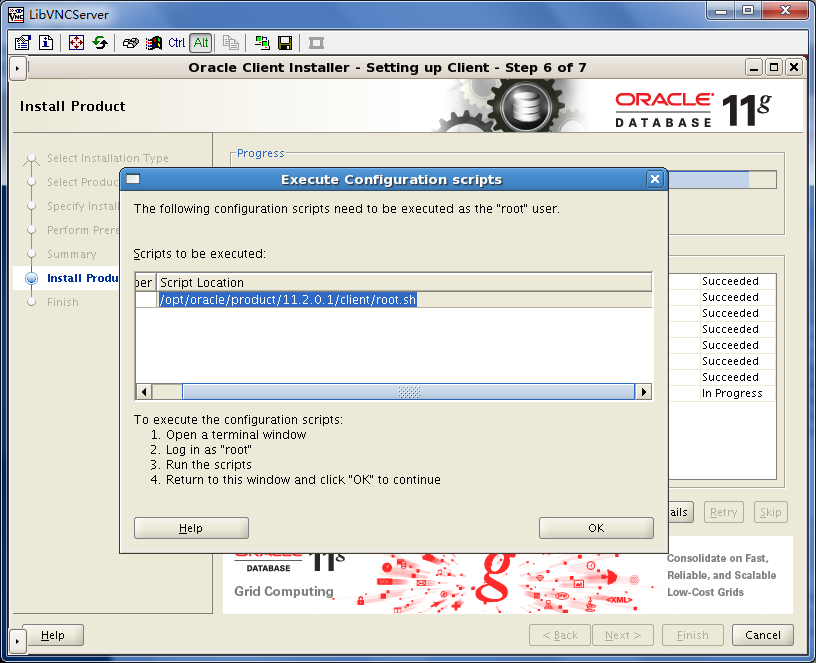 LibVNCServer
Ctrl Alt
Oracle Client Installer - Setting up Client - Step 6 of 7
Install Product
ORACLE
DATABASE 11g
Select Installation Type
Select Produc
Specify Install
Perform Prere
Summary
Install Produ
Finish
Progress
Execute Configuration scripts
The following configuration scripts need to be executed as the "root" user.
Scripts to be executed:
ber Script Location
/opt/oracle/product/11.2.0.1/client/root.sh
To execute the configuration scripts:
1. Open a terminal window
2. Log in as "root"
3. Run the scripts
4. Return to this window and click "OK" to continue
Help OK
Succeeded
Succeeded
Succeeded
Succeeded
Succeeded
Succeeded
Succeeded
In Progress
ails Retry Skip
ORACLE
DATABASE 11g
Grid Computing
g
<XML>
Consolidate on Fast,
Reliable, and Scalable
Low-Cost Grids
Help < Back Next > Finish Cancel